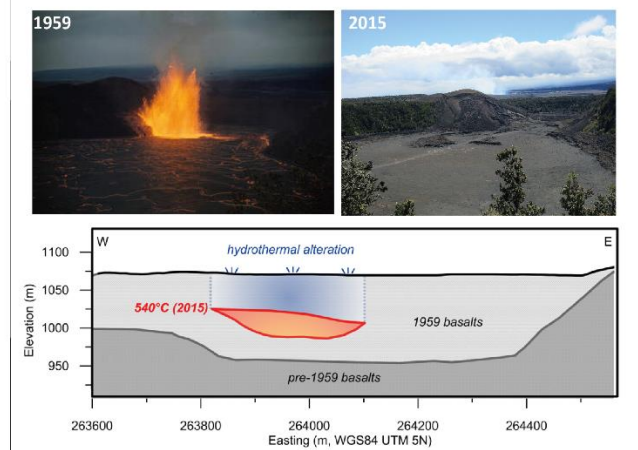 1959
2015
W
E
hydrothermal alteration
1100
1050
1000
950
Elevation (m)
540°C (2015)
1959 basalts
pre-1959 basalts
263600
263800
264000
264200
264400
Easting (m, WGS84 UTM 5N)